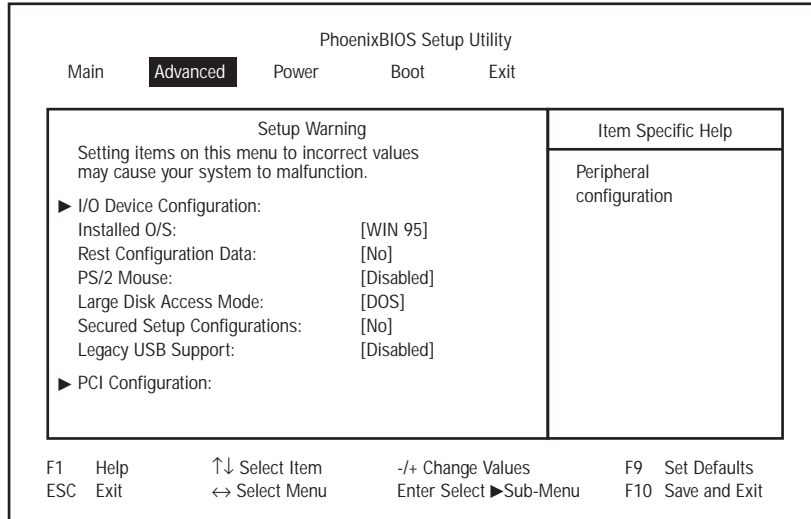 PhoenixBIOS Setup Utility
Main Advanced Power Boot Exit
Setup Warning
Setting items on this menu to incorrect values
may cause your system to malfunction.
► I/O Device Configuration:
Installed O/S: [WIN 95]
Rest Configuration Data: [No]
PS/2 Mouse: [Disabled]
Large Disk Access Mode: [DOS]
Secured Setup Configurations: [No]
Legacy USB Support: [Disabled]
► PCI Configuration:
Item Specific Help
Peripheral
configuration
F1 Help ↑↓ Select Item -/+ Change Values F9 Set Defaults
ESC Exit ↔ Select Menu Enter Select ►Sub-Menu F10 Save and Exit